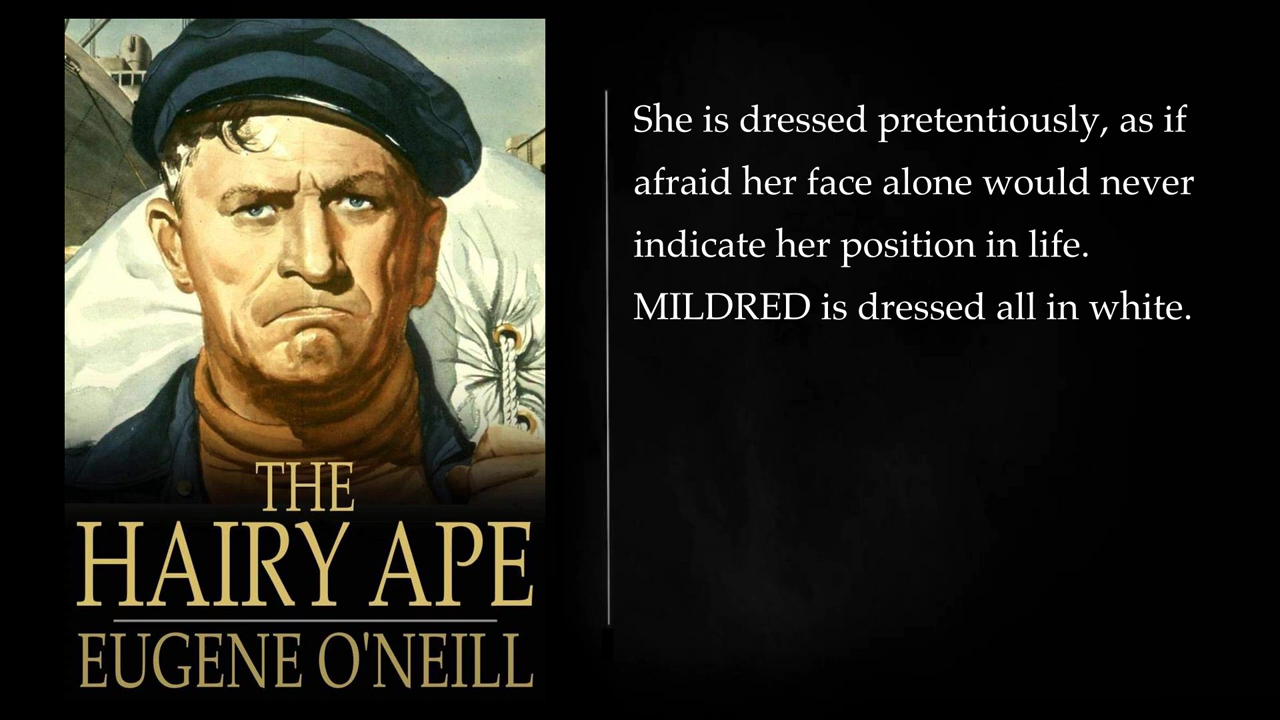 THE
HAIRY APE
EUGENE O'NEILL
She is dressed pretentiously, as if
afraid her face alone would never
indicate her position in life.
MILDRED is dressed all in white.